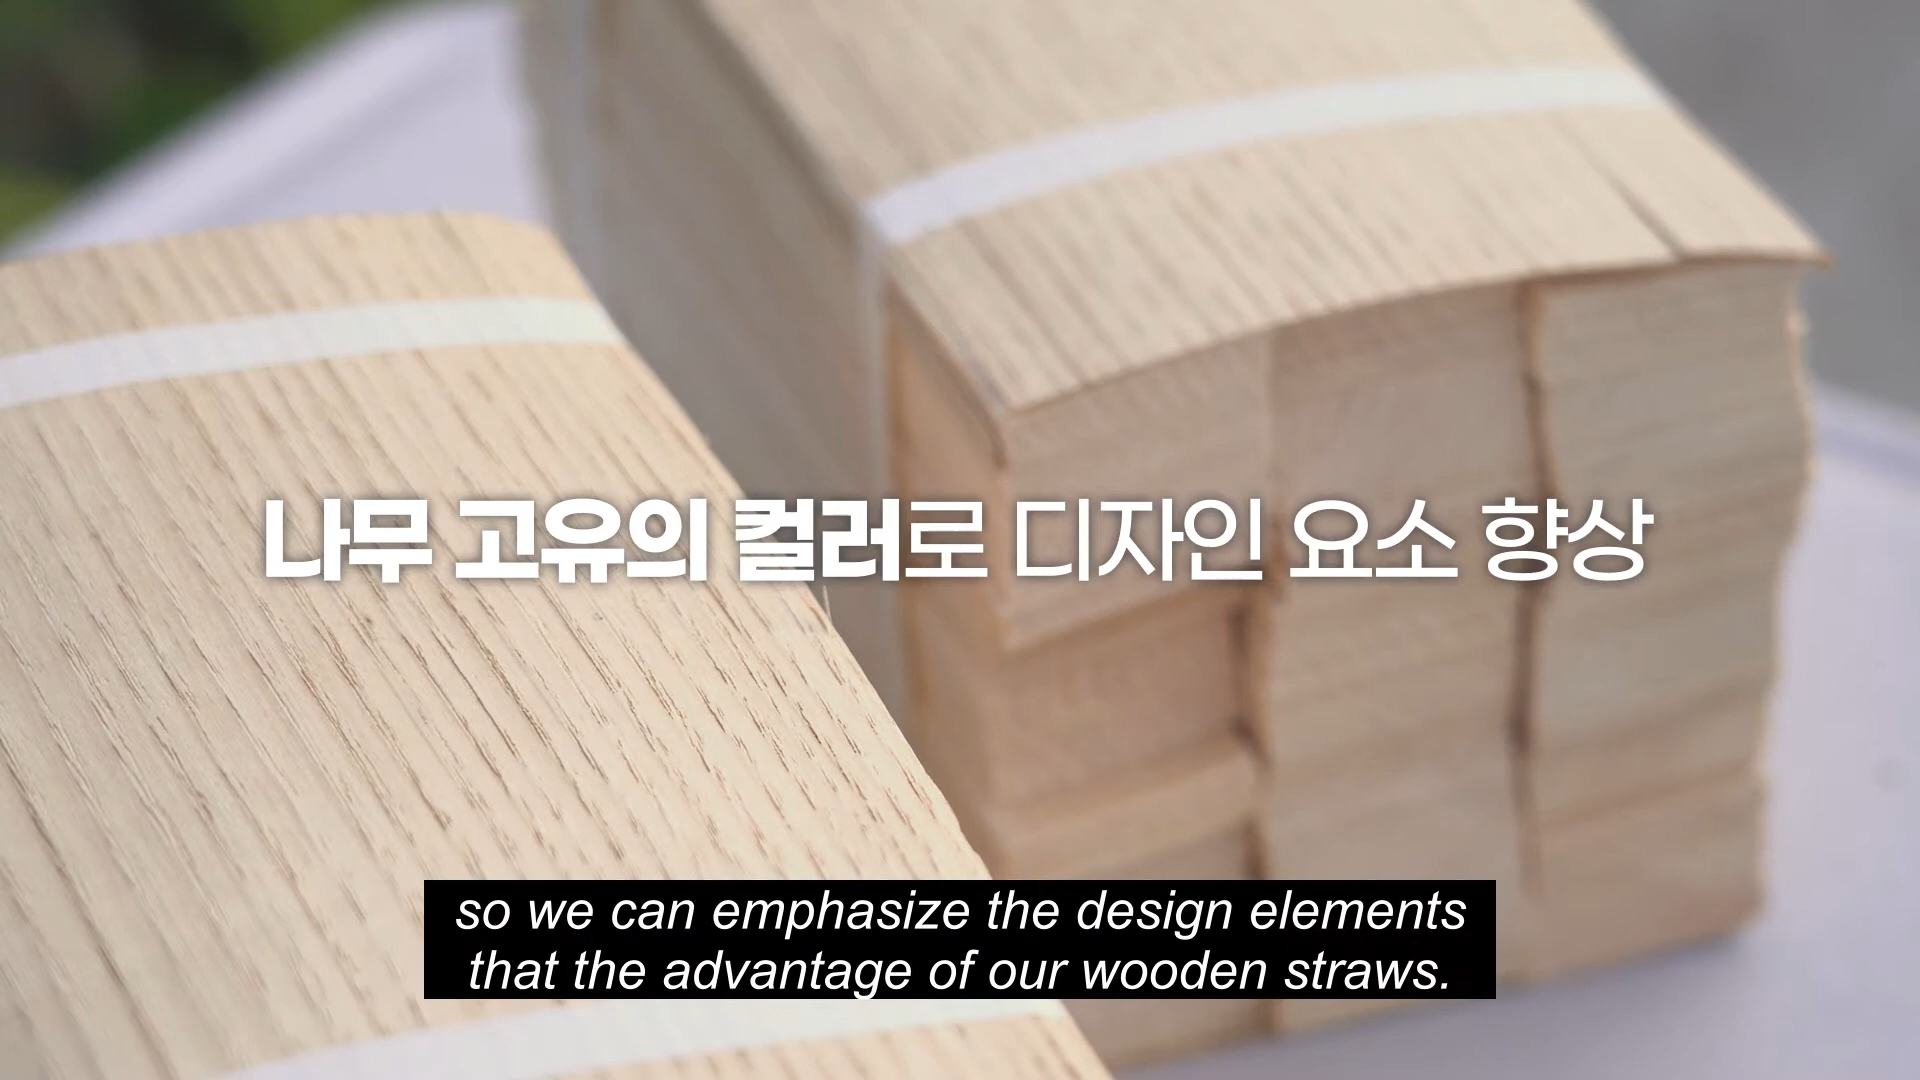 나무 고유의 컬러로 디자인 요소 향상
so we can emphasize the design elements
that the advantage of our wooden straws.